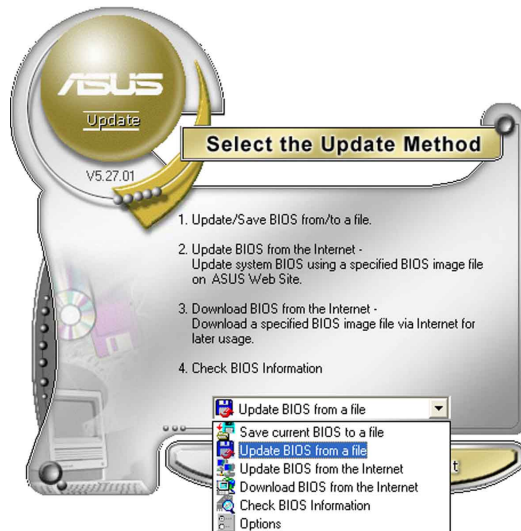 ASUS
Update
V5.27.01
Select the Update Method
1. Update/Save BIOS from/to a file.
2. Update BIOS from the Internet -
Update system BIOS using a specified BIOS image file
on ASUS Web Site.
3. Download BIOS from the Internet -
Download a specified BIOS image file via Internet for
later usage.
4. Check BIOS Information
Update BIOS from a file
Save current BIOS to a file
Update BIOS from a file
Update BIOS from the Internet
Download BIOS from the Internet
Check BIOS Information
Options